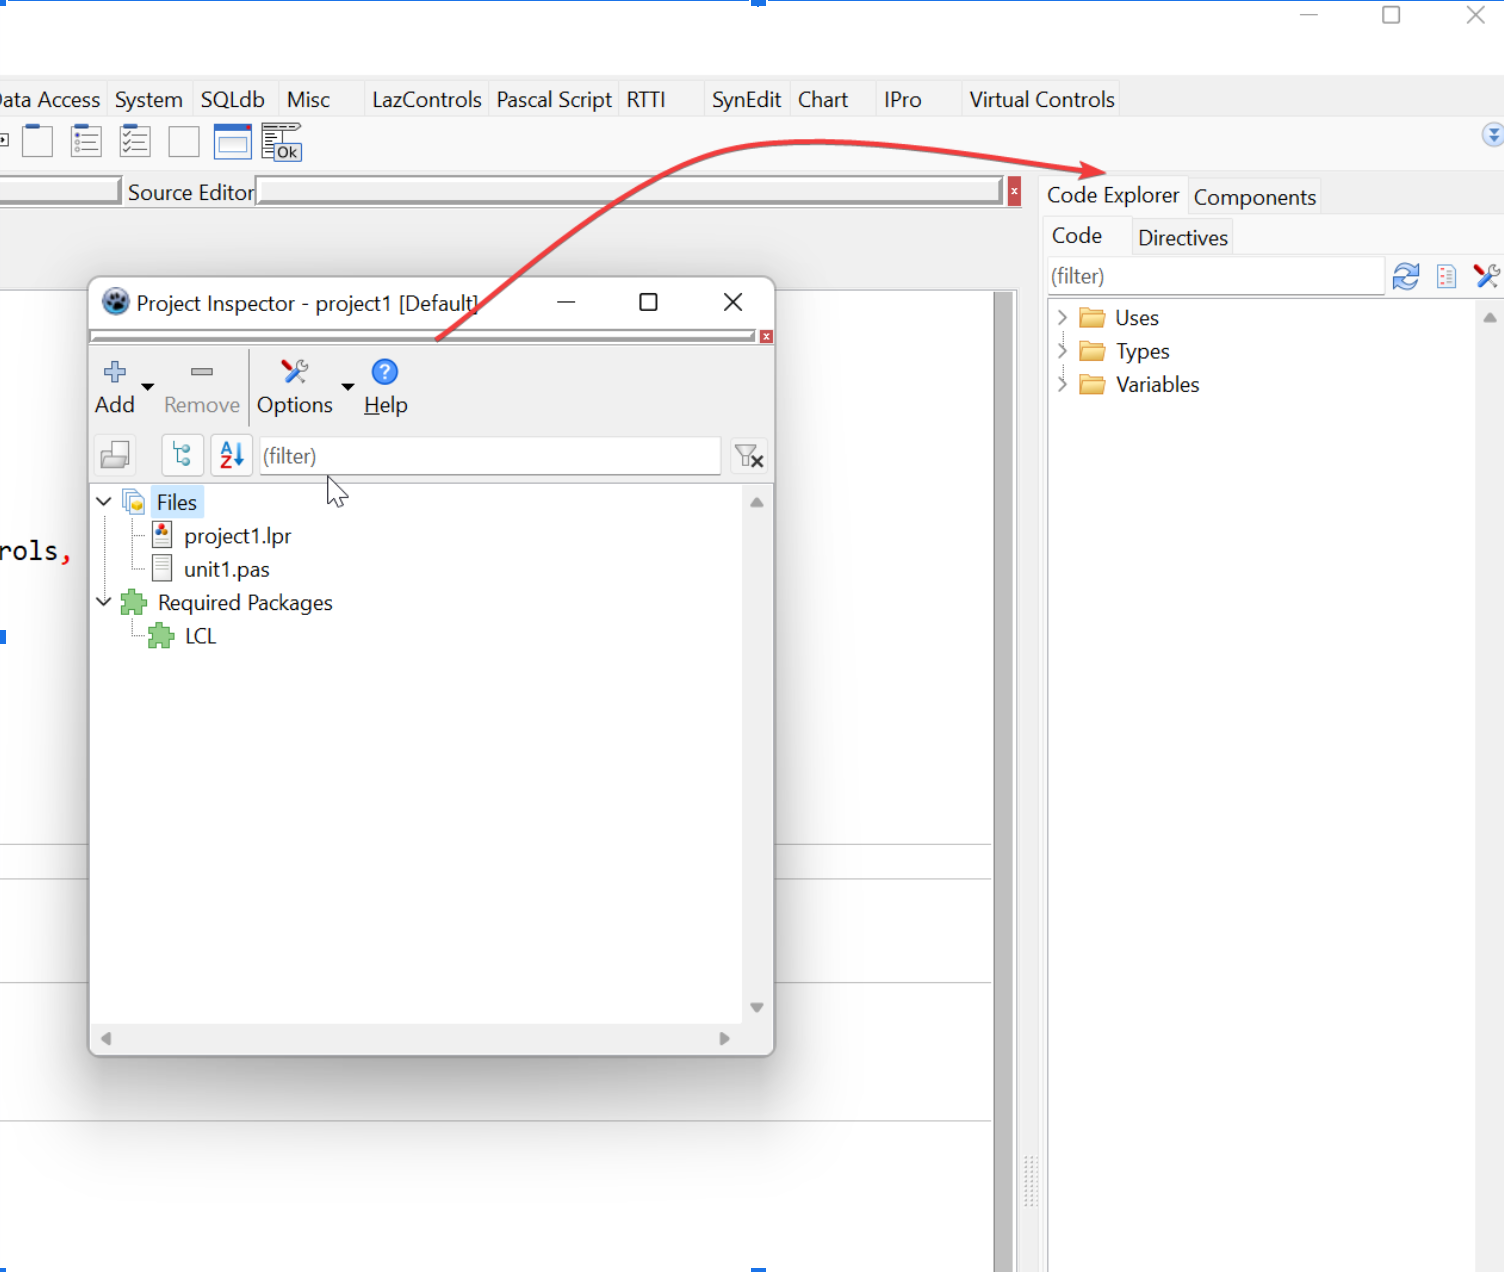 ata Access System SQLdb Misc LazControls Pascal Script RTTI SynEdit Chart IPro Virtual Controls
Ok
Source Editor
x
Code Explorer Components
Code Directives
(filter)
Uses
Types
Variables
Project Inspector - project1 [Default]
x
Add Remove Options ? Help
A Z (filter)
Files
project1.lpr
unit1.pas
Required Packages
LCL
rols,